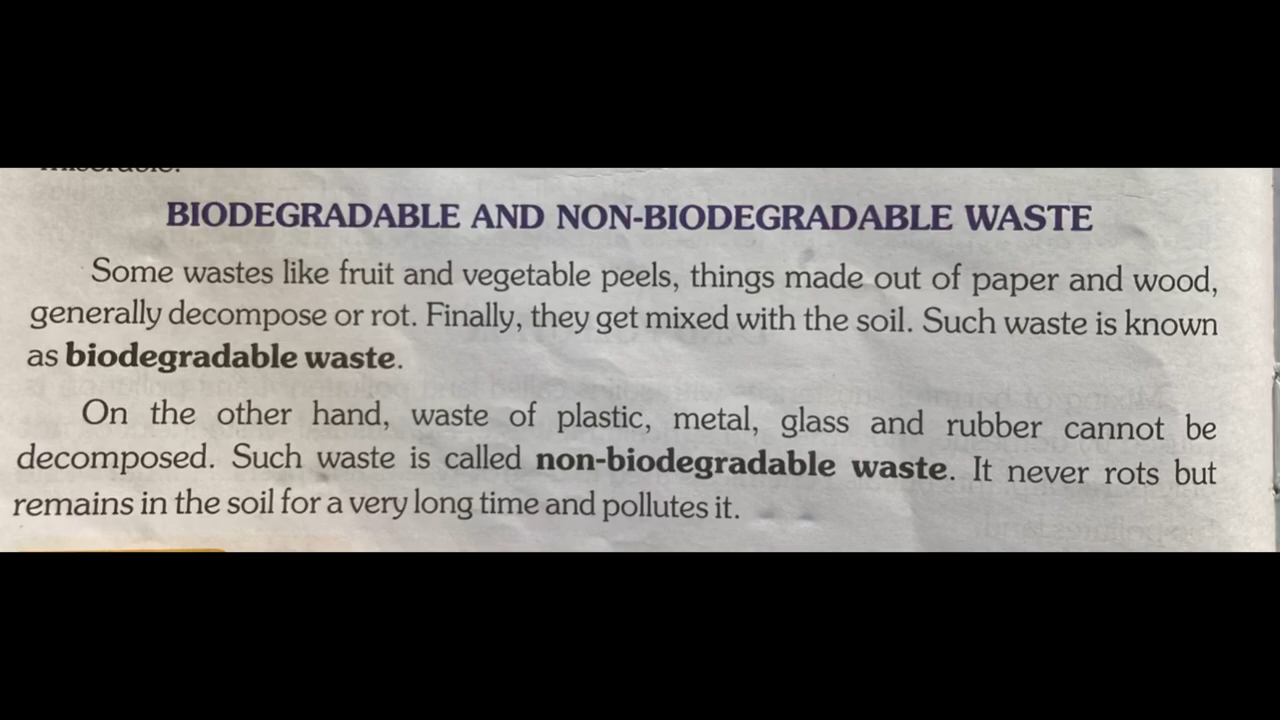 BIODEGRADABLE AND NON-BIODEGRADABLE WASTE
Some wastes like fruit and vegetable peels, things made out of paper and wood,
generally decompose or rot. Finally, they get mixed with the soil. Such waste is known
as biodegradable waste.
On the other hand, waste of plastic, metal, glass and rubber cannot be
decomposed. Such waste is called non-biodegradable waste. It never rots but
remains in the soil for a very long time and pollutes it.